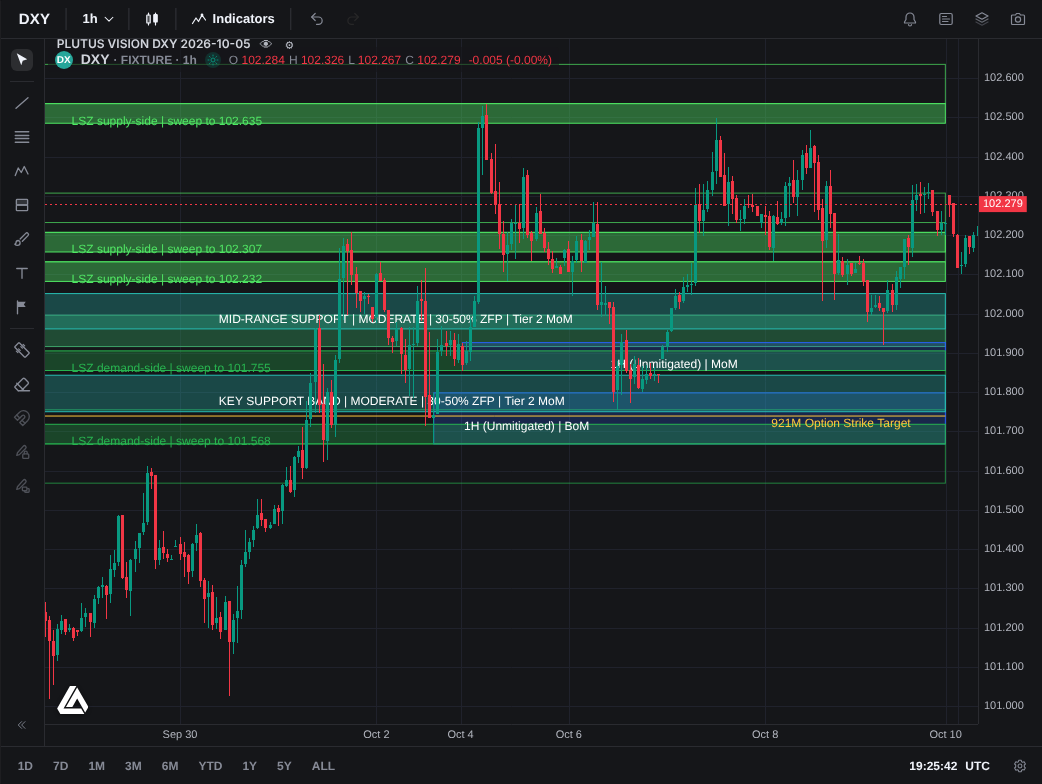 DXY 1h Indicators
PLUTUS VISION DXY 2026-10-05
DX DXY · FIXTURE · 1h O 102.284 H 102.326 L 102.267 C 102.279 -0.005 (-0.00%)
LSZ supply-side | sweep to 102.635
LSZ supply-side | sweep to 102.307
LSZ supply-side | sweep to 102.232
MID-RANGE SUPPORT | MODERATE | 30-50% ZFP | Tier 2 MoM
1H (Unmitigated) | MoM
LSZ demand-side | sweep to 101.755
KEY SUPPORT BAND | MODERATE | 30-50% ZFP | Tier 2 MoM
1H (Unmitigated) | BoM
921M Option Strike Target
LSZ demand-side | sweep to 101.568
102.600
102.500
102.400
102.300
102.279
102.200
102.100
102.000
101.900
101.800
101.700
101.600
101.500
101.400
101.300
101.200
101.100
101.000
Sep 30 Oct 2 Oct 4 Oct 6 Oct 8 Oct 10
1D 7D 1M 3M 6M YTD 1Y 5Y ALL 19:25:42 UTC